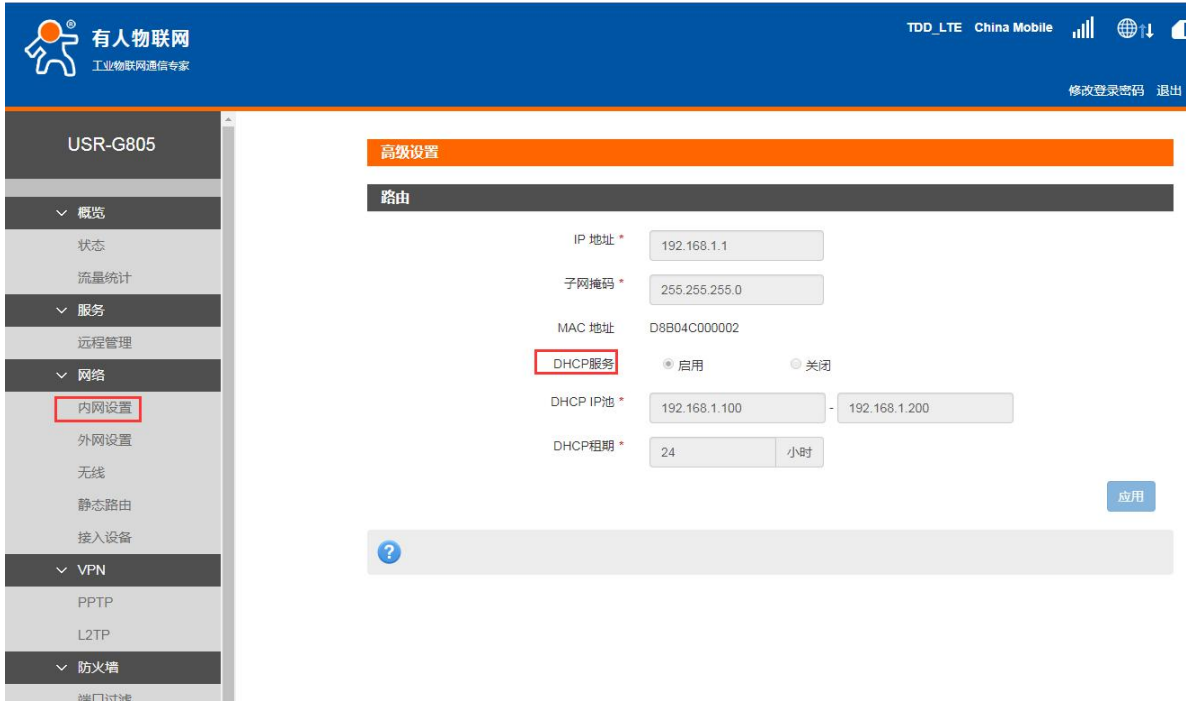 有人物联网
工业物联网通信专家
TDD_LTE China Mobile
修改登录密码 退出
USR-G805
概览
状态
流量统计
服务
远程管理
网络
内网设置
外网设置
无线
静态路由
接入设备
VPN
PPTP
L2TP
防火墙
端口过滤
高级设置
路由
IP 地址 * 192.168.1.1
子网掩码 * 255.255.255.0
MAC 地址 D8B04C000002
DHCP服务 启用 关闭
DHCP IP池 * 192.168.1.100 - 192.168.1.200
DHCP租期 * 24 小时
应用